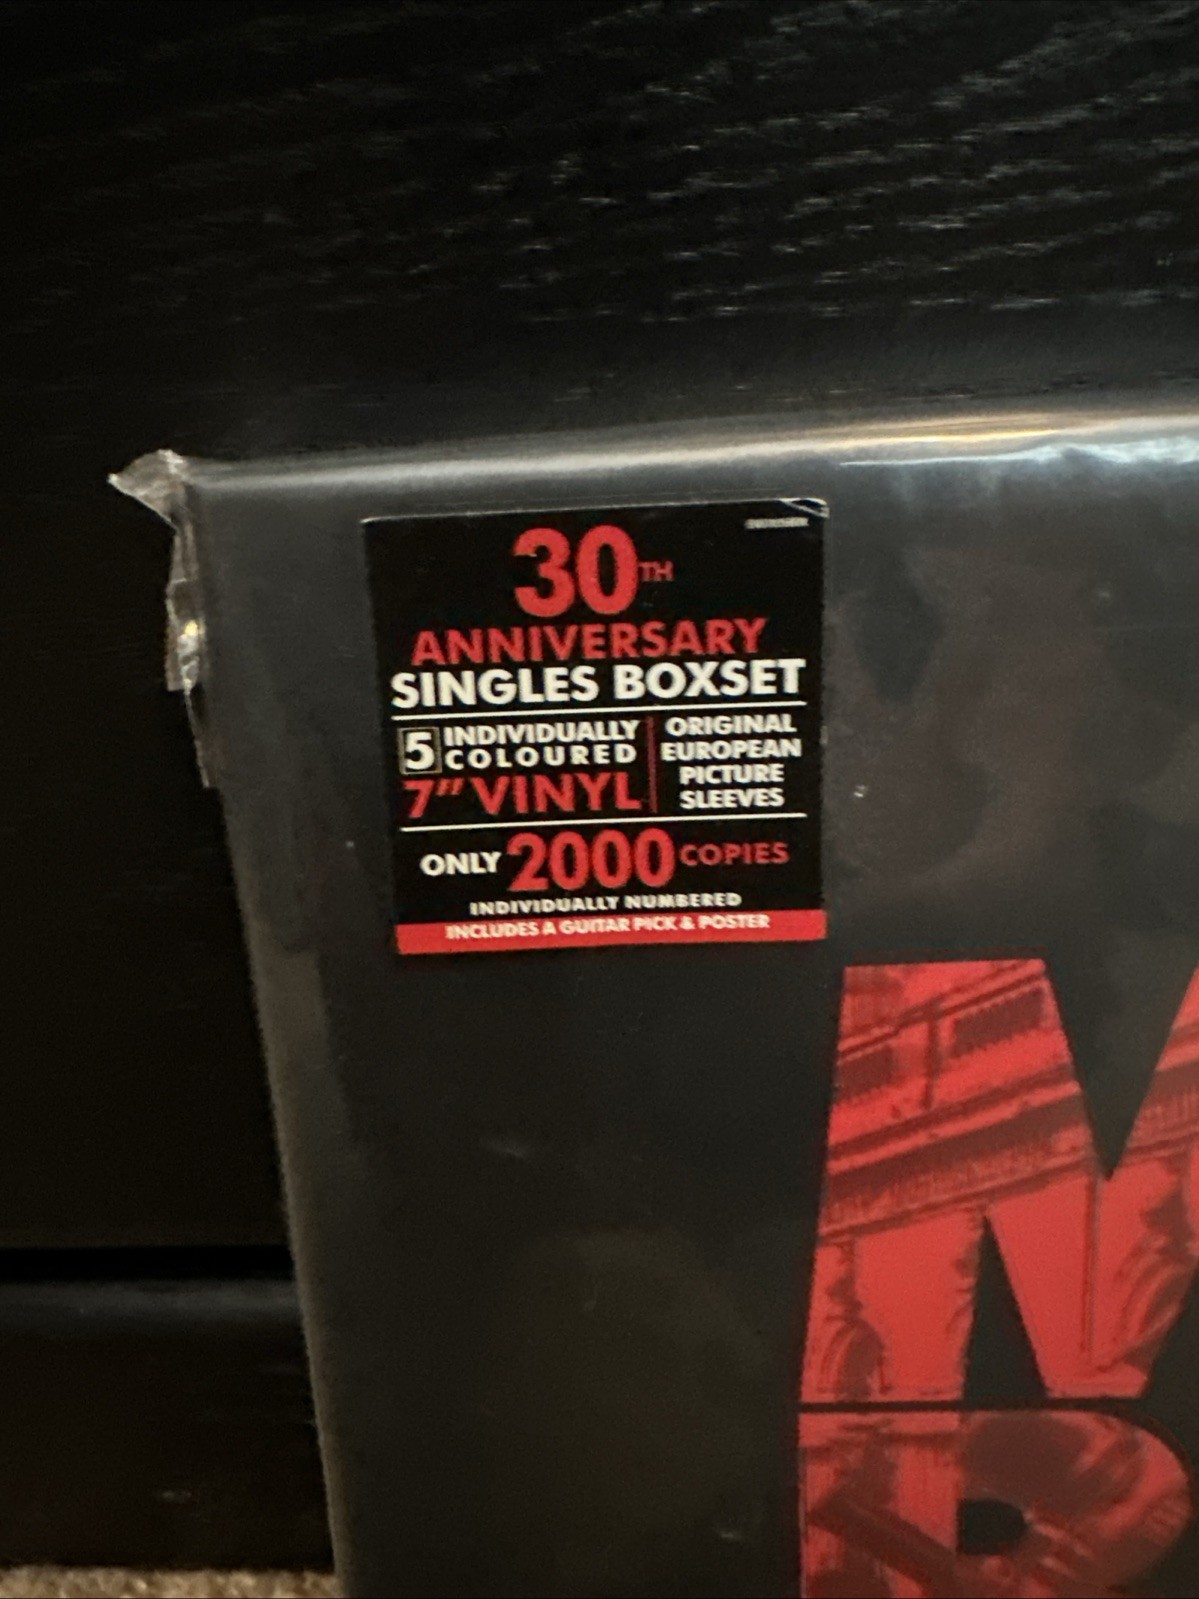 30TH
ANNIVERSARY
SINGLES BOXSET
5 INDIVIDUALLY
COLOURED
7" VINYL
ORIGINAL
EUROPEAN
PICTURE
SLEEVES
ONLY 2000 COPIES
INDIVIDUALLY NUMBERED
INCLUDES A GUITAR PICK & POSTER
M